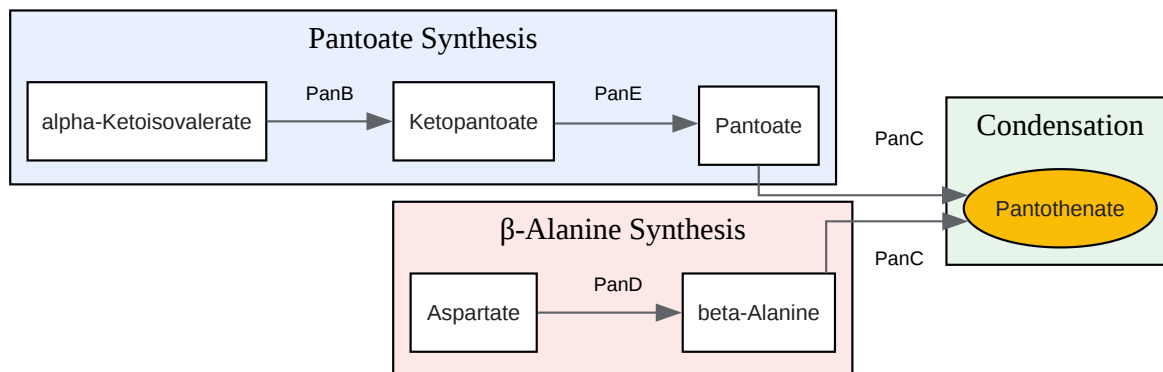 Pantoate Synthesis
alpha-Ketoisovalerate
PanB
Ketopantoate
PanE
Pantoate
PanC
Condensation
Pantothenate
β-Alanine Synthesis
Aspartate
PanD
beta-Alanine
PanC